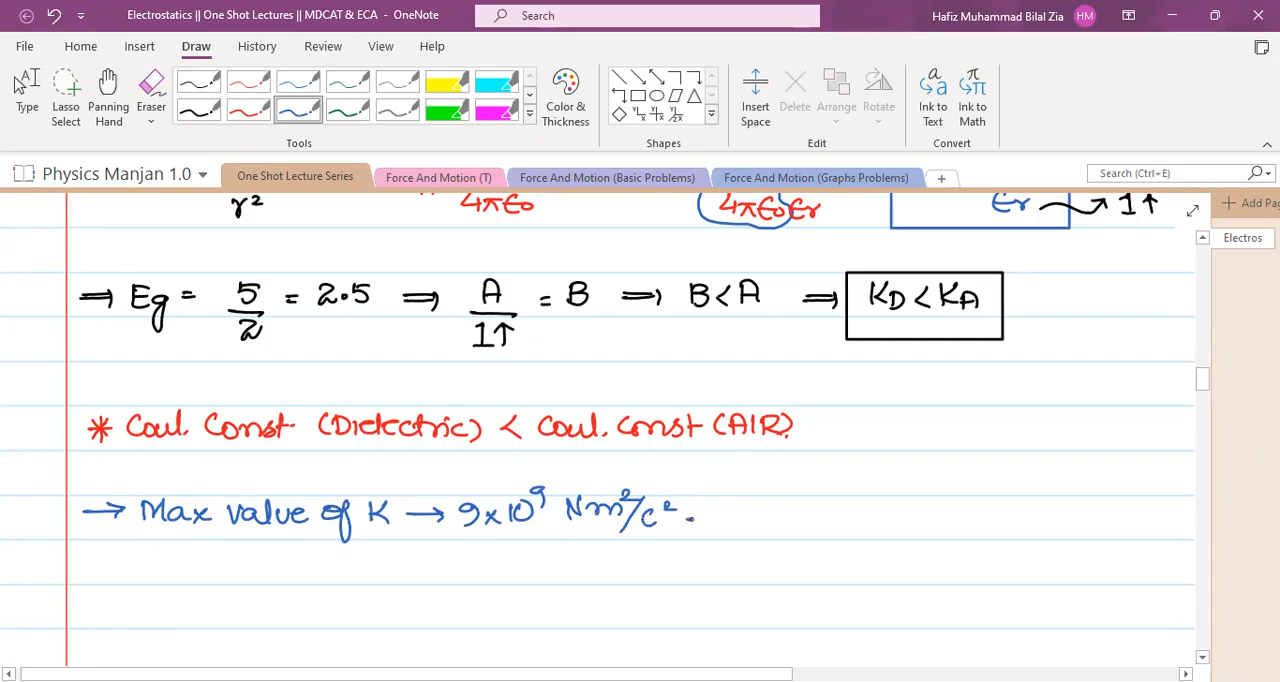 Electrostatics || One Shot Lectures || MDCAT & ECA - OneNote
Search
Hafiz Muhammad Bilal Zia HM
File Home Insert Draw History Review View Help
Type Lasso Select Panning Hand Eraser Color & Thickness Insert Space Delete Arrange Rotate Ink to Text Ink to Math
Tools Shapes Edit Convert
Physics Manjan 1.0 One Shot Lecture Series Force And Motion (T) Force And Motion (Basic Problems) Force And Motion (Graphs Problems) Search (Ctrl+E)
Add Pag
Electros
r² 4πε₀ 4πε₀εr εr → 1↑
⇒ Eg = 5/2 = 2.5 ⇒ A/1↑ = B ⇒ B < A ⇒ KD < KA
* Coul. Const. (Dielectric) < Coul. Const (AIR)
→ Max value of K → 9×10⁹ Nm²/c².